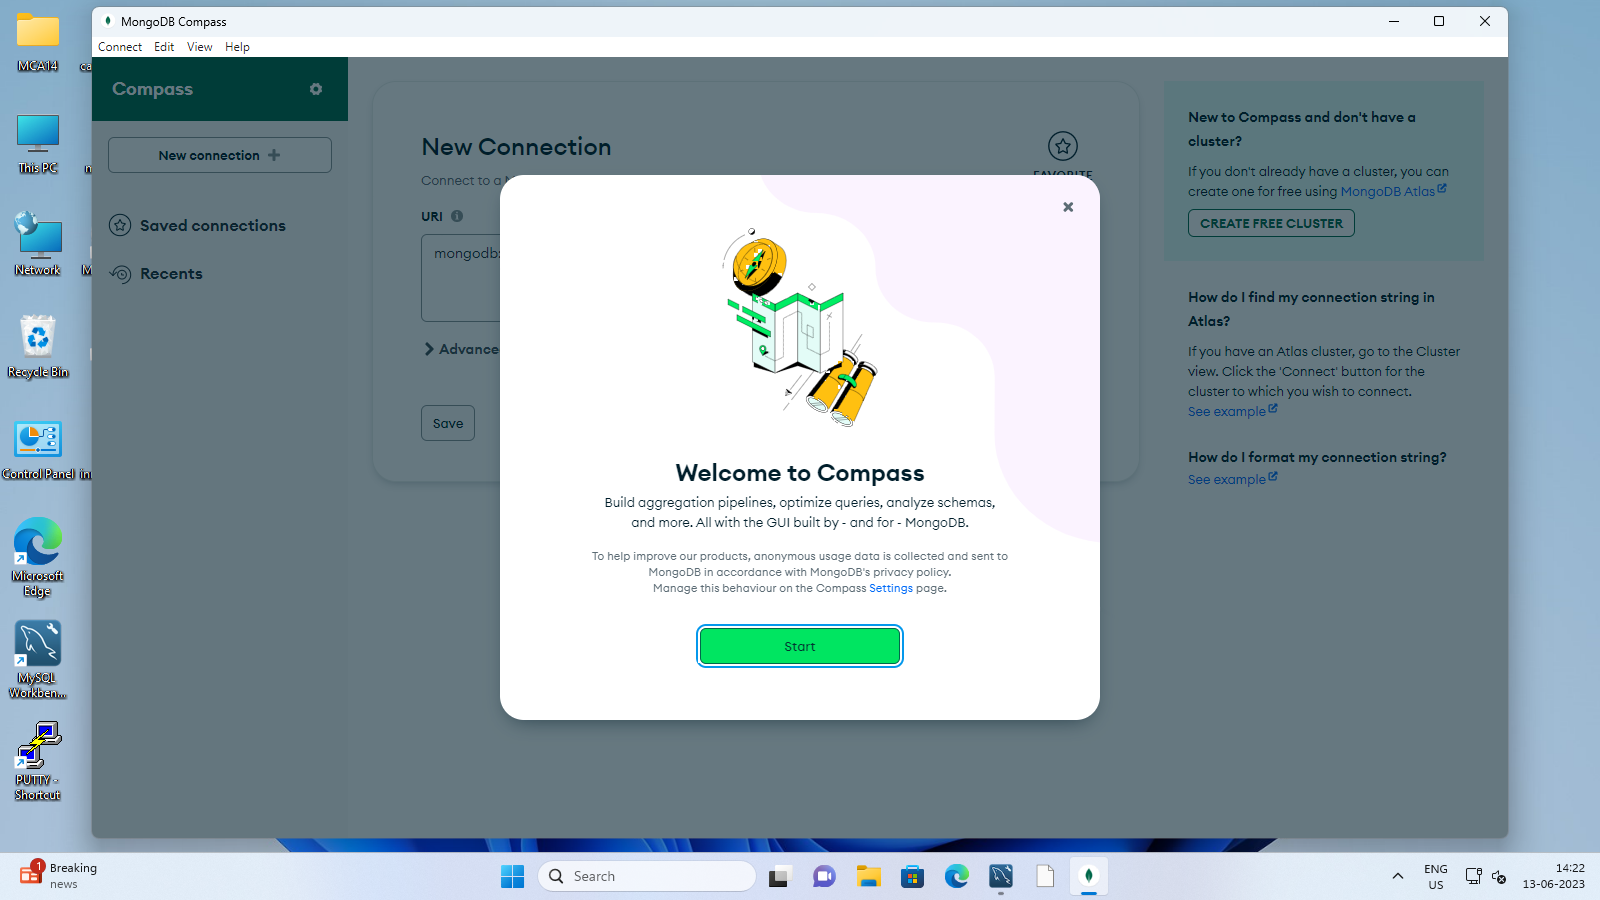 MongoDB Compass
Connect Edit View Help
Compass
New connection
Saved connections
Recents
New Connection
FAVORITE
Connect to a
URI
mongodb:
Save
New to Compass and don't have a
cluster?
If you don't already have a cluster, you can
create one for free using MongoDB Atlas
CREATE FREE CLUSTER
How do I find my connection string in
Atlas?
If you have an Atlas cluster, go to the Cluster
view. Click the 'Connect' button for the
cluster to which you wish to connect.
See example
How do I format my connection string?
See example
Welcome to Compass
Build aggregation pipelines, optimize queries, analyze schemas,
and more. All with the GUI built by - and for - MongoDB.
To help improve our products, anonymous usage data is collected and sent to
MongoDB in accordance with MongoDB's privacy policy.
Manage this behaviour on the Compass Settings page.
Start
MCA14
This PC
Network
Recycle Bin
Control Panel
Microsoft
Edge
MySQL
Workben...
PUTTY -
Shortcut
1
Breaking
news
Search
ENG
US
14:22
13-06-2023